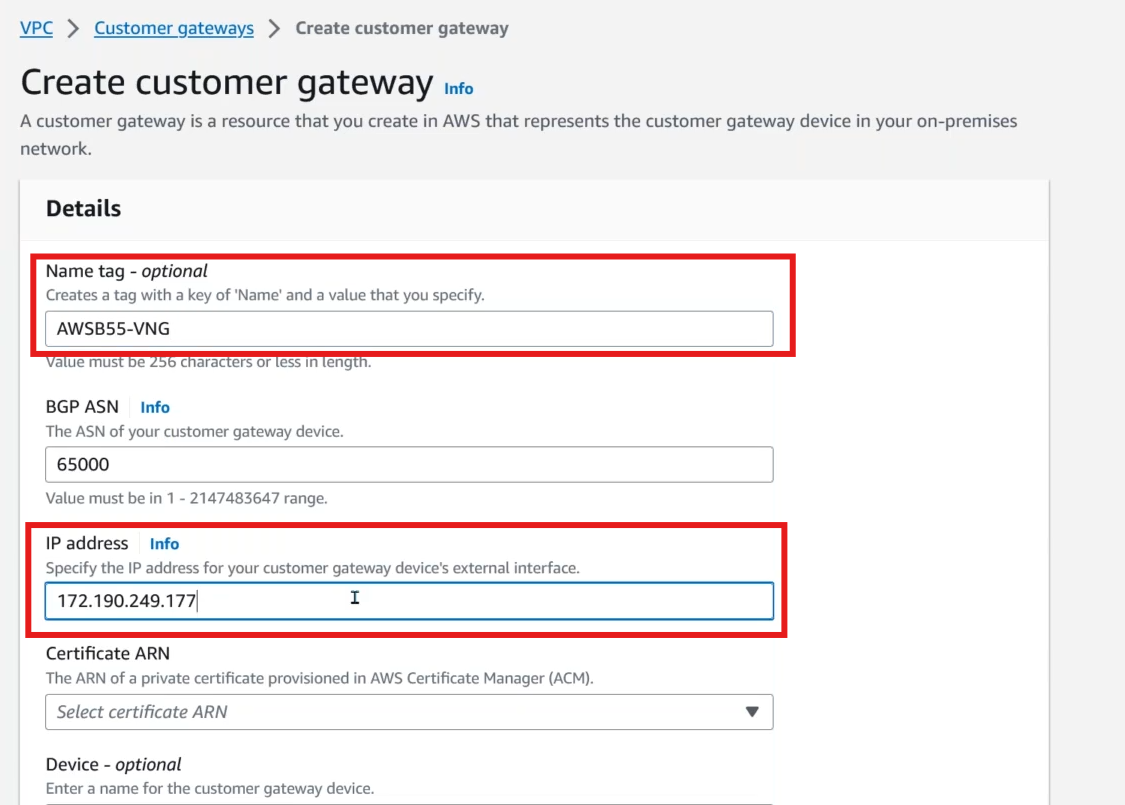 VPC > Customer gateways > Create customer gateway
Create customer gateway Info
A customer gateway is a resource that you create in AWS that represents the customer gateway device in your on-premises
network.
Details
Name tag - optional
Creates a tag with a key of 'Name' and a value that you specify.
AWSB55-VNG
Value must be 256 characters or less in length.
BGP ASN Info
The ASN of your customer gateway device.
65000
Value must be in 1 - 2147483647 range.
IP address Info
Specify the IP address for your customer gateway device's external interface.
172.190.249.177
Certificate ARN
The ARN of a private certificate provisioned in AWS Certificate Manager (ACM).
Select certificate ARN
Device - optional
Enter a name for the customer gateway device.